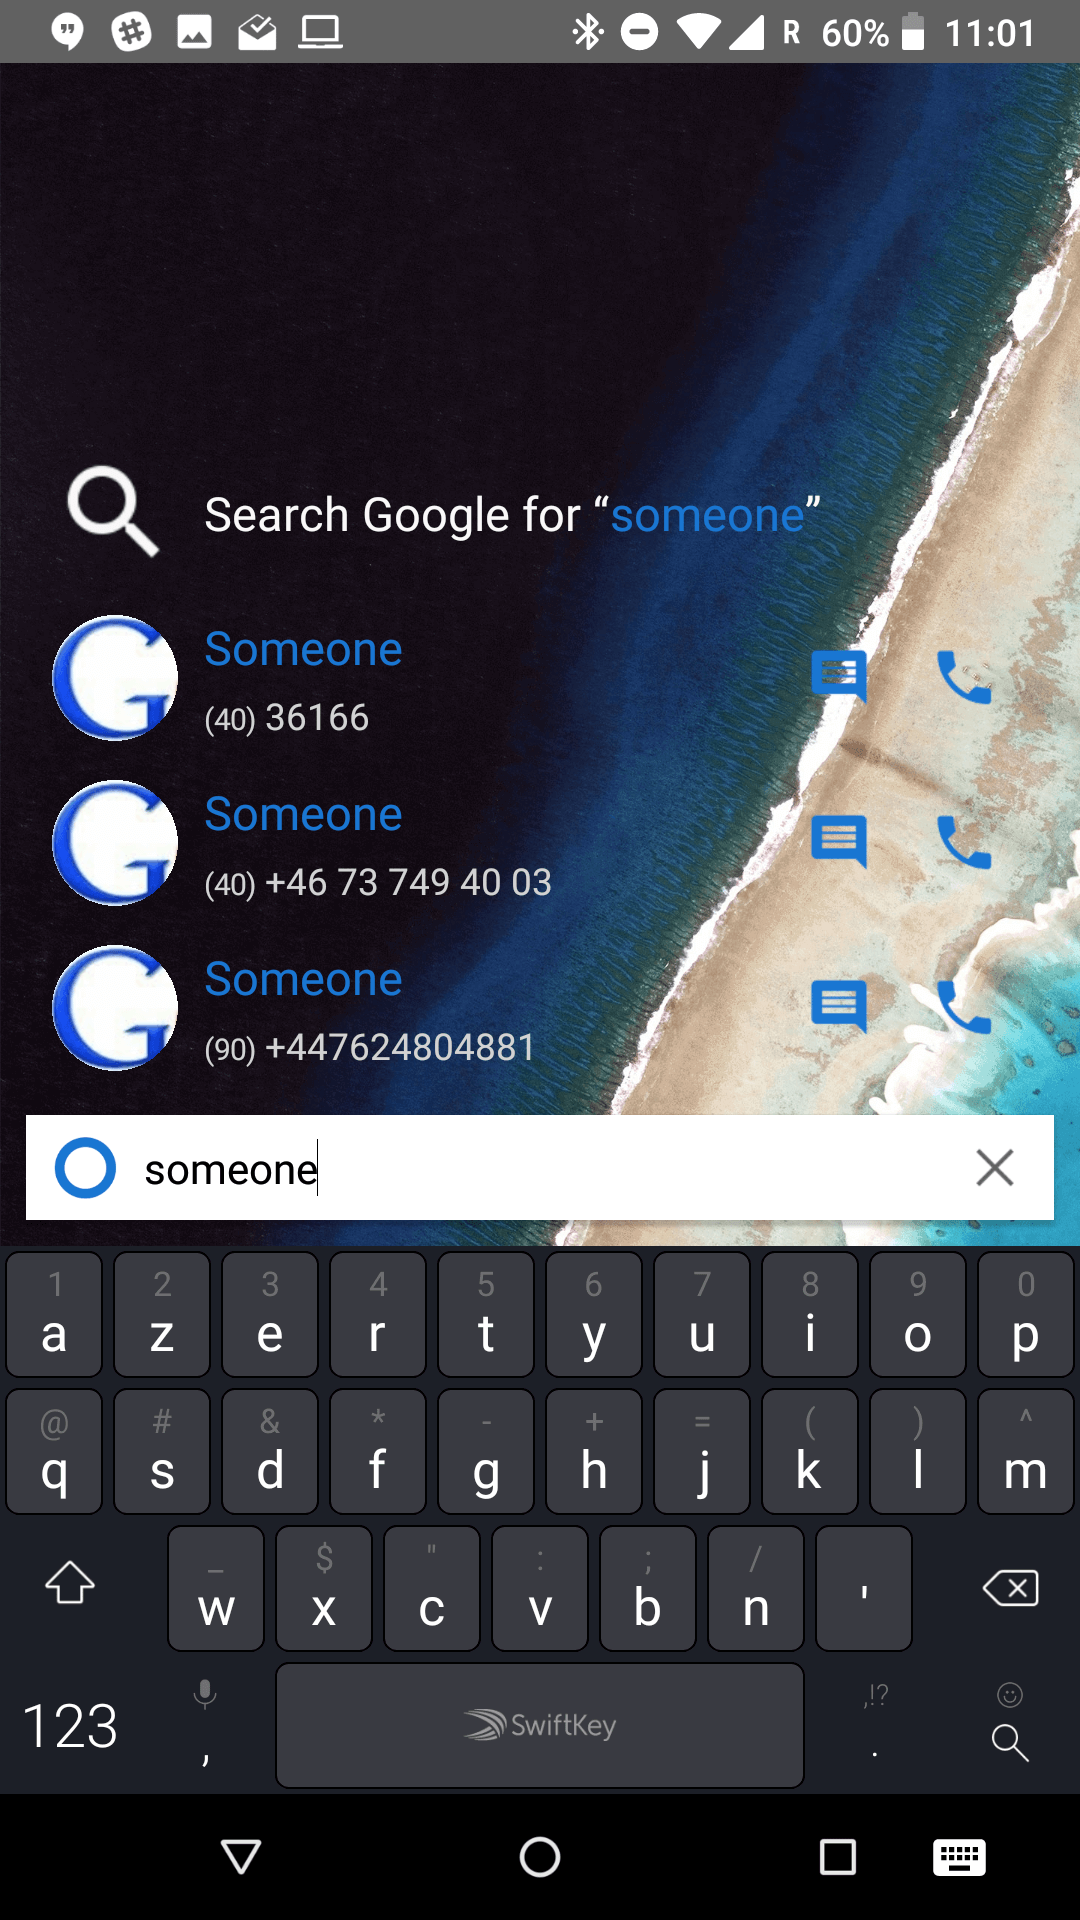 R 60% 11:01
Search Google for “someone”
Someone
(40) 36166
Someone
(40) +46 73 749 40 03
Someone
(90) +447624804881
someone
1 2 3 4 5 6 7 8 9 0
a z e r t y u i o p
@ # & * - + = ( ) ^
q s d f g h j k l m
_ $ " : ; /
w x c v b n '
123 , SwiftKey ,!? .